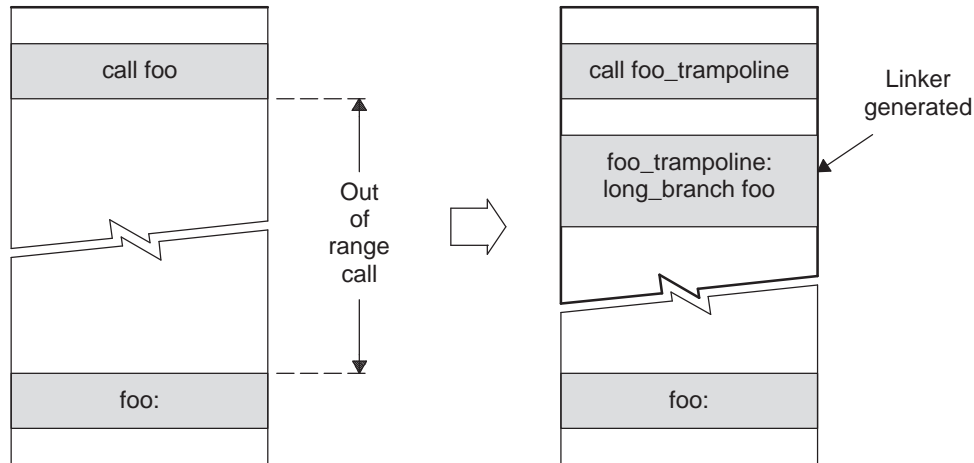 call foo
Out
of
range
call
foo:
call foo_trampoline
Linker
generated
foo_trampoline:
long_branch foo
foo: